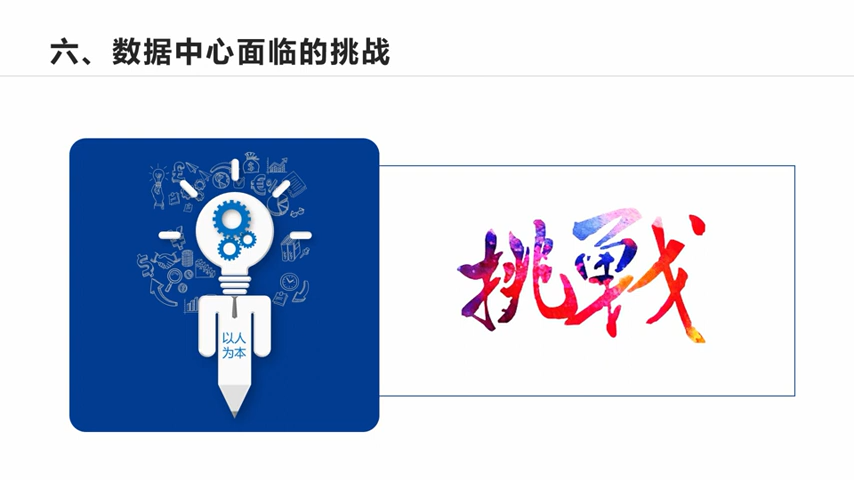 六、数据中心面临的挑战
以人
为本
挑戰